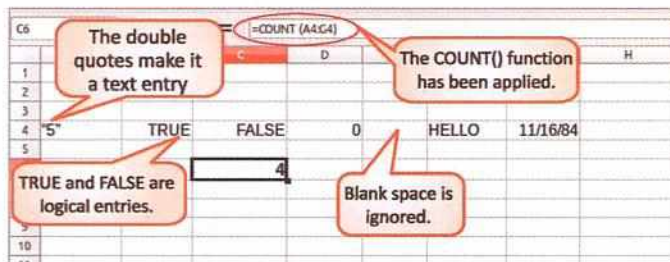 C6
=
=COUNT (A4:G4)
The double
quotes make it
a text entry
The COUNT() function
has been applied.
C
D
H
1
2
3
4 "5" TRUE FALSE 0 HELLO 11/16/84
5
4
TRUE and FALSE are
logical entries.
Blank space is
ignored.
9
10